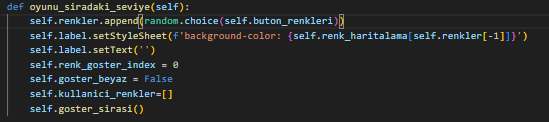 def oyunu_siradaki_seviye(self):
    self.renkler.append(random.choice(self.buton_renkleri))
    self.label.setStyleSheet(f'background-color: {self.renk_haritalama[self.renkler[-1]]}')
    self.label.setText('')
    self.renk_goster_index = 0
    self.goster_beyaz = False
    self.kullanici_renkler=[]
    self.goster_sirasi()